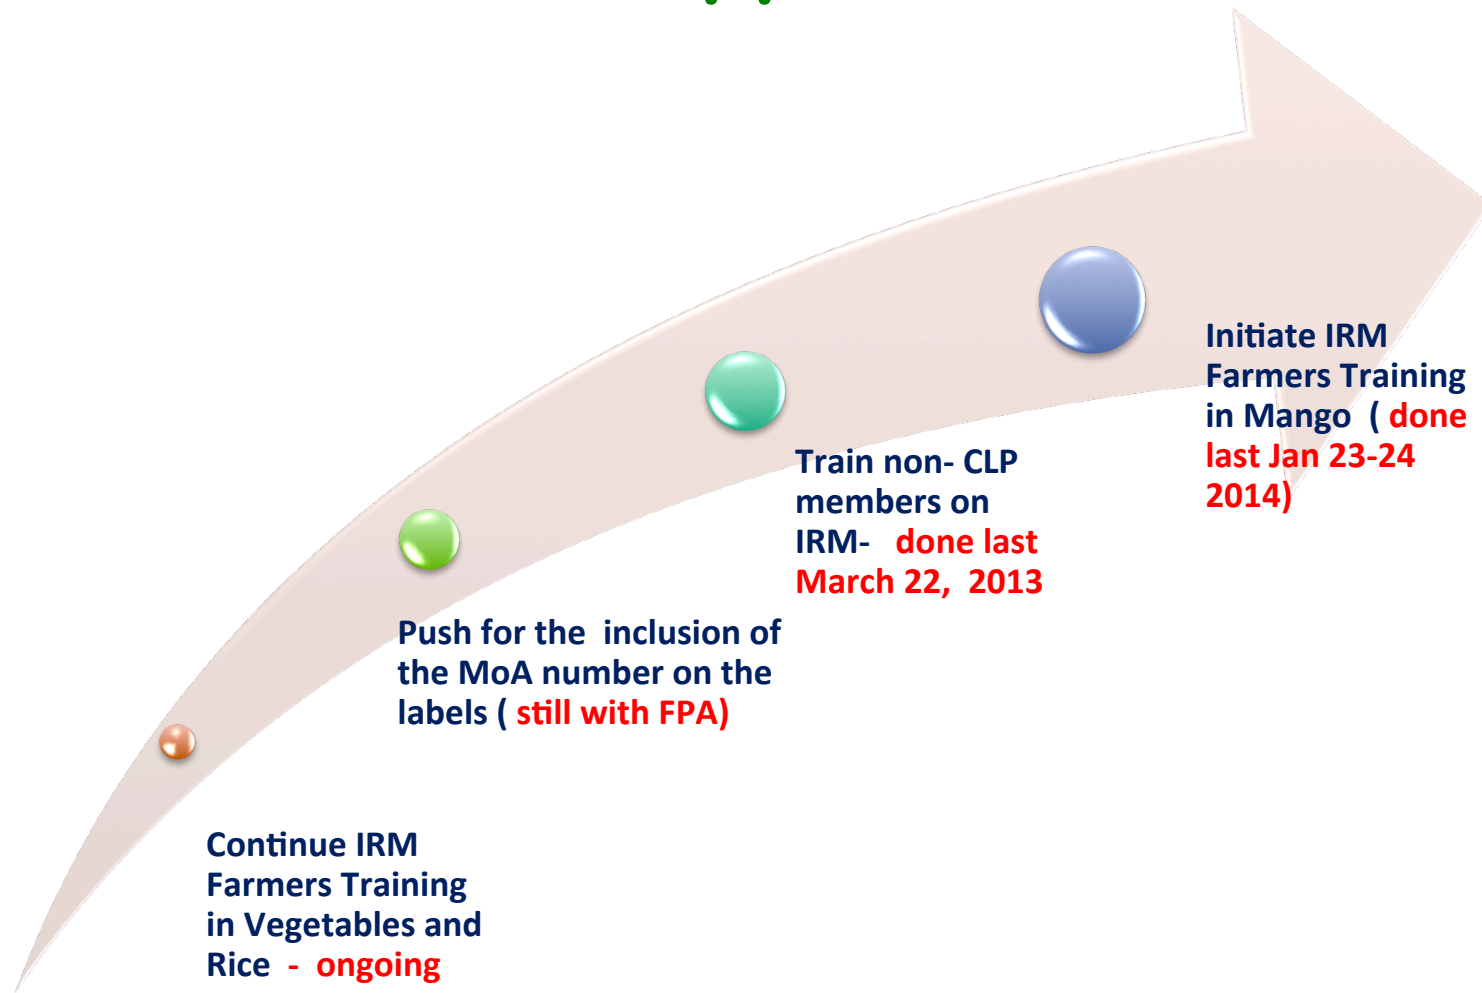 Continue IRM
Farmers Training
in Vegetables and
Rice - ongoing
Push for the inclusion of
the MoA number on the
labels ( still with FPA)
Train non- CLP
members on
IRM- done last
March 22, 2013
Initiate IRM
Farmers Training
in Mango ( done
last Jan 23-24
2014)